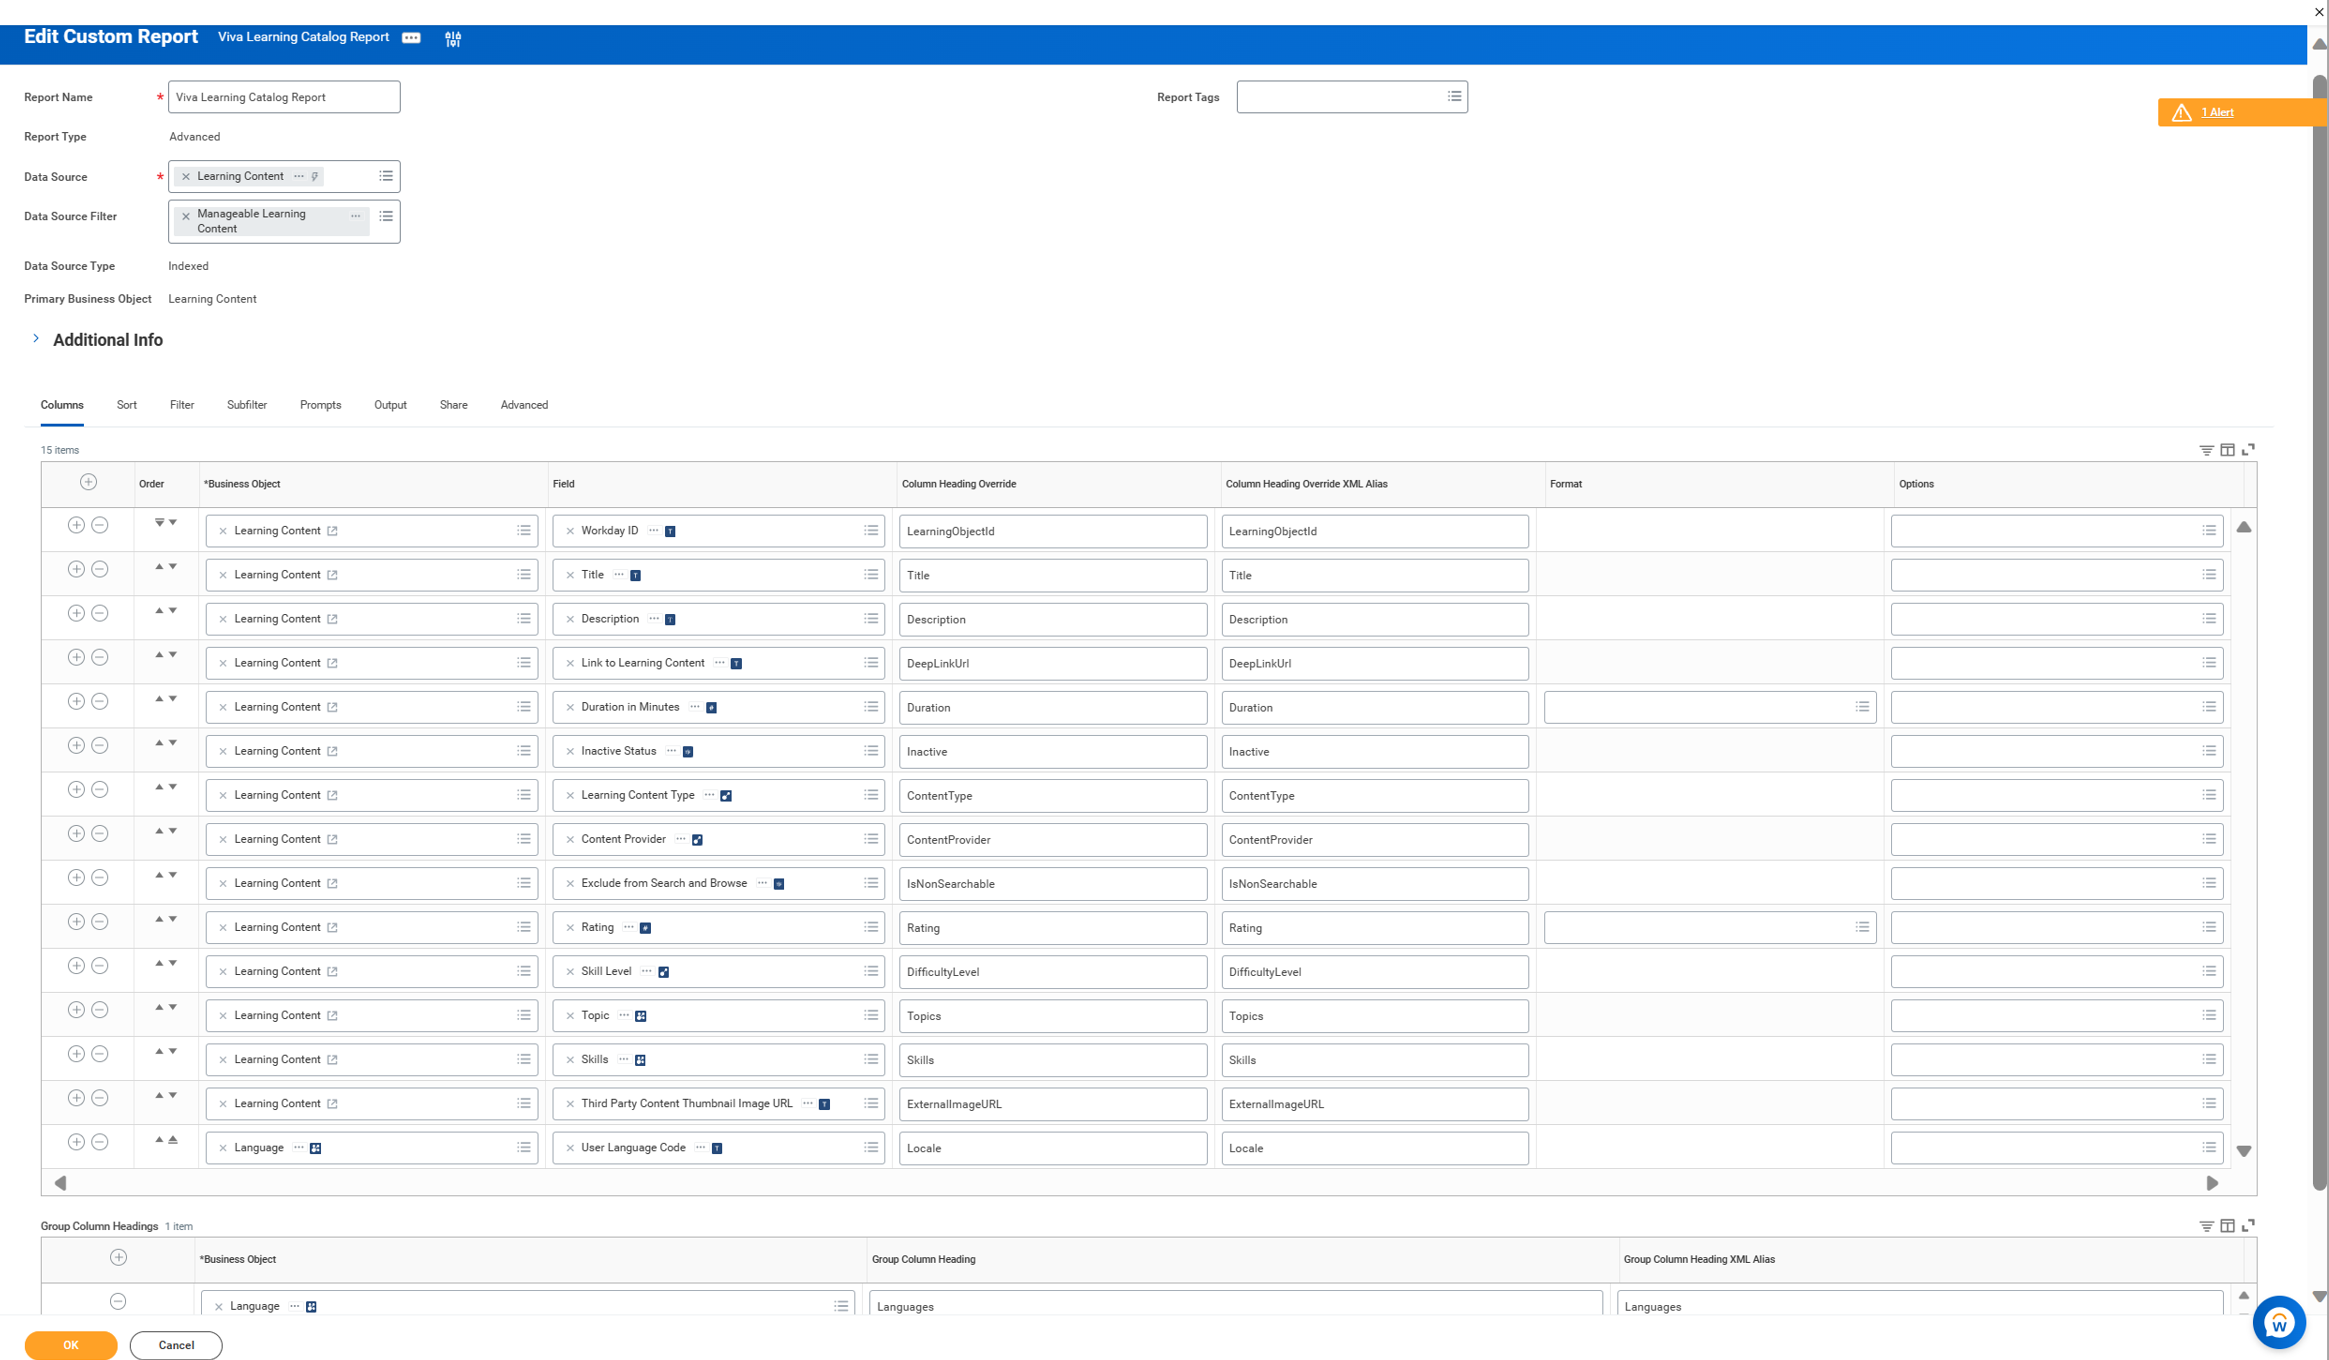 Edit Custom Report Viva Learning Catalog Report
Report Name * Viva Learning Catalog Report Report Tags
1 Alert
Report Type Advanced
Data Source * Learning Content
Data Source Filter Manageable Learning
Content
Data Source Type Indexed
Primary Business Object Learning Content
Additional Info
Columns Sort Filter Subfilter Prompts Output Share Advanced
15 items
Order *Business Object Field Column Heading Override Column Heading Override XML Alias Format Options
Learning Content Workday ID LearningObjectId LearningObjectId
Learning Content Title Title Title
Learning Content Description Description Description
Learning Content Link to Learning Content DeepLinkUrl DeepLinkUrl
Learning Content Duration in Minutes Duration Duration
Learning Content Inactive Status Inactive Inactive
Learning Content Learning Content Type ContentType ContentType
Learning Content Content Provider ContentProvider ContentProvider
Learning Content Exclude from Search and Browse IsNonSearchable IsNonSearchable
Learning Content Rating Rating Rating
Learning Content Skill Level DifficultyLevel DifficultyLevel
Learning Content Topic Topics Topics
Learning Content Skills Skills Skills
Learning Content Third Party Content Thumbnail Image URL ExternalImageURL ExternalImageURL
Language User Language Code Locale Locale
Group Column Headings 1 item
*Business Object Group Column Heading Group Column Heading XML Alias
Language Languages Languages
OK Cancel